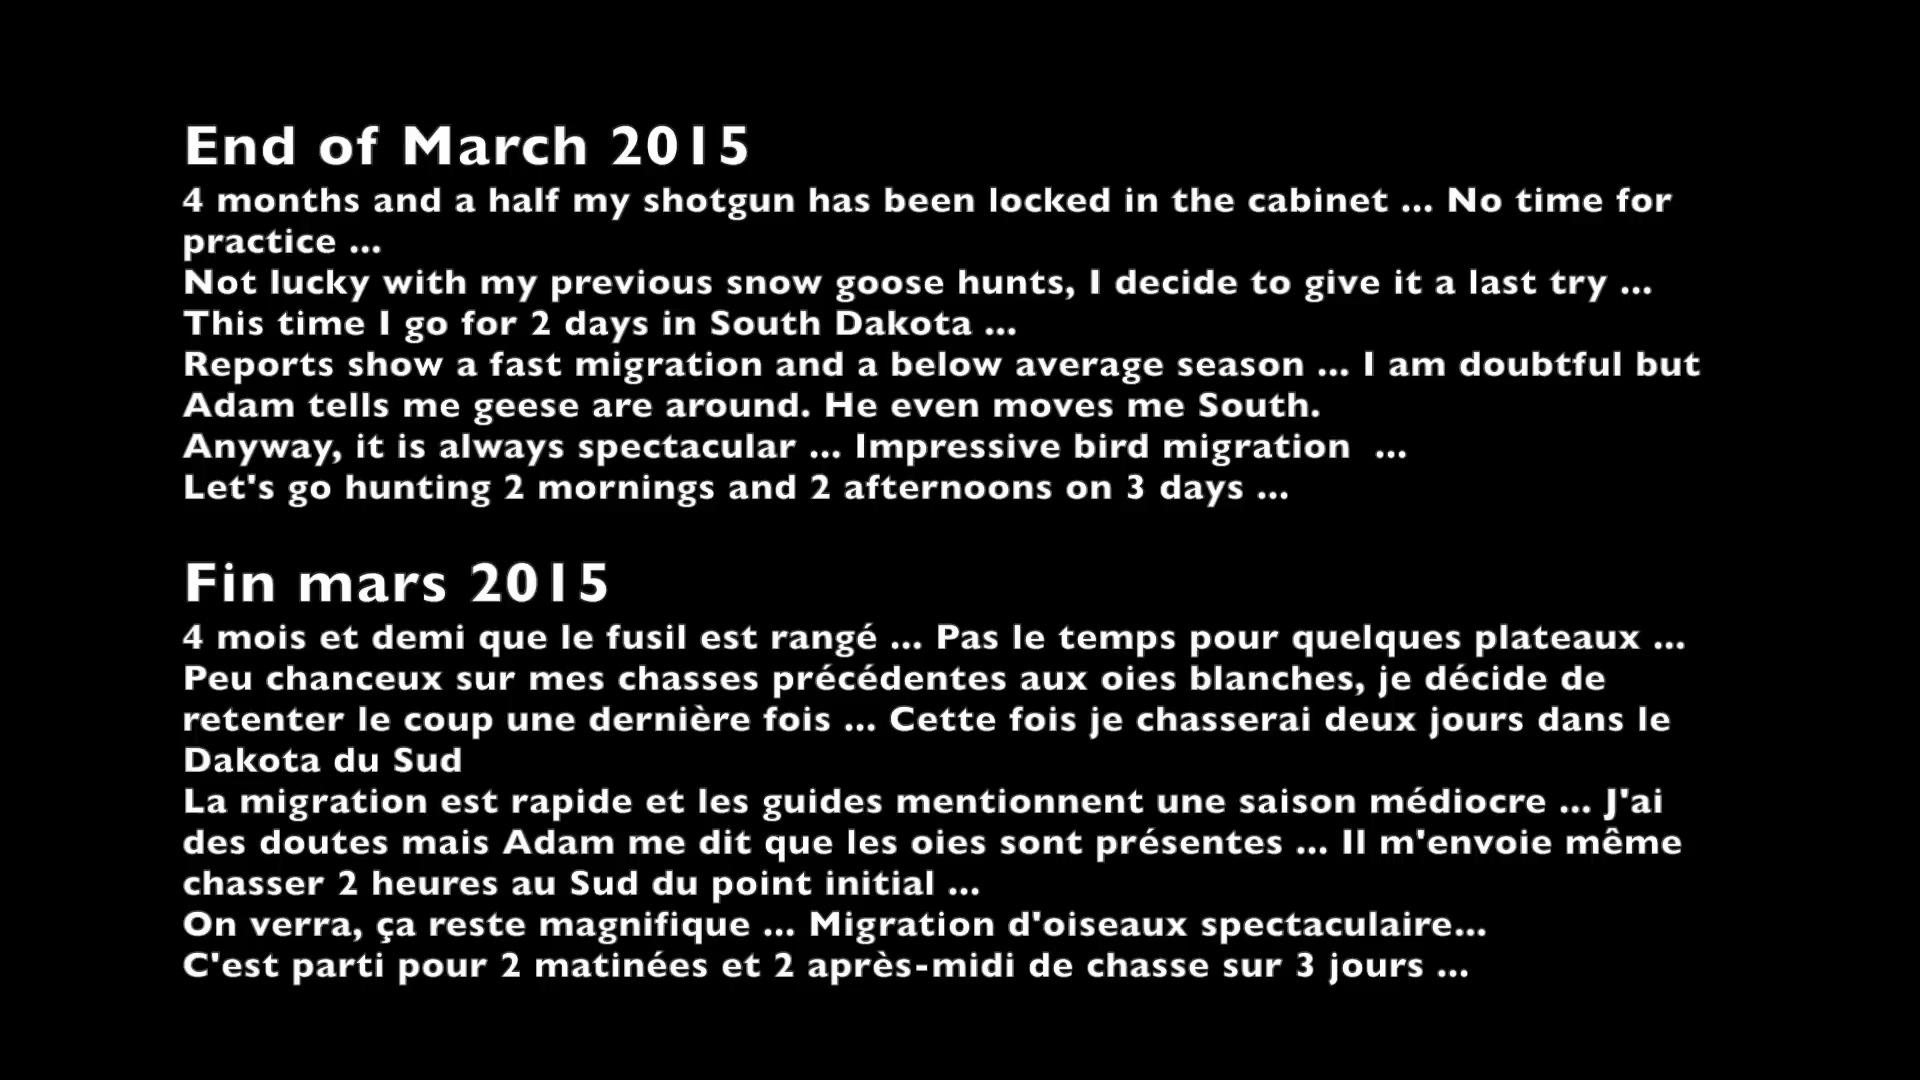 End of March 2015
4 months and a half my shotgun has been locked in the cabinet ... No time for
practice ...
Not lucky with my previous snow goose hunts, I decide to give it a last try ...
This time I go for 2 days in South Dakota ...
Reports show a fast migration and a below average season ... I am doubtful but
Adam tells me geese are around. He even moves me South.
Anyway, it is always spectacular ... Impressive bird migration  ...
Let's go hunting 2 mornings and 2 afternoons on 3 days ...
Fin mars 2015
4 mois et demi que le fusil est rangé ... Pas le temps pour quelques plateaux ...
Peu chanceux sur mes chasses précédentes aux oies blanches, je décide de
retenter le coup une dernière fois ... Cette fois je chasserai deux jours dans le
Dakota du Sud
La migration est rapide et les guides mentionnent une saison médiocre ... J'ai
des doutes mais Adam me dit que les oies sont présentes ... Il m'envoie même
chasser 2 heures au Sud du point initial ...
On verra, ça reste magnifique ... Migration d'oiseaux spectaculaire...
C'est parti pour 2 matinées et 2 après-midi de chasse sur 3 jours ...